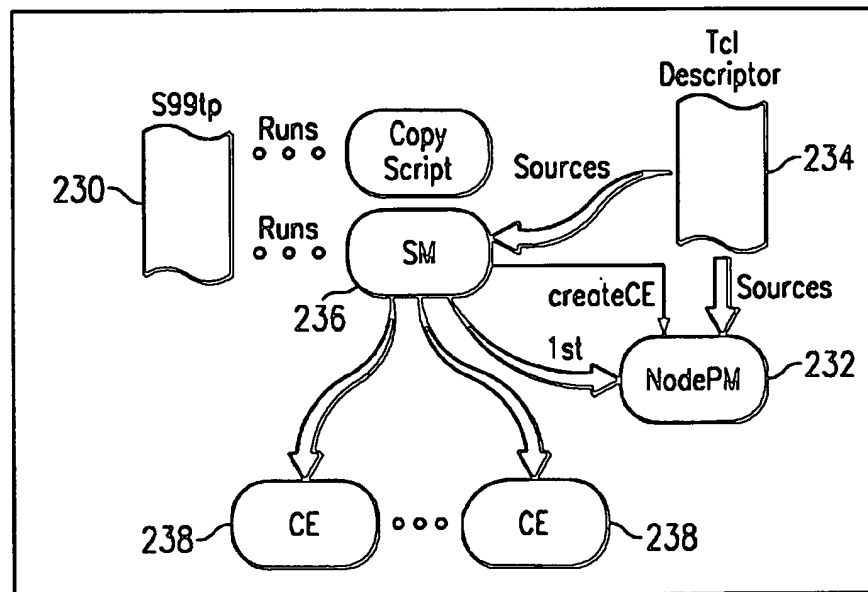 Tcl
Descriptor
S99tp
Runs
Copy
Script
Sources
230
234
Runs
SM
236
createCE
Sources
1st
NodePM
232
238
CE
CE
238